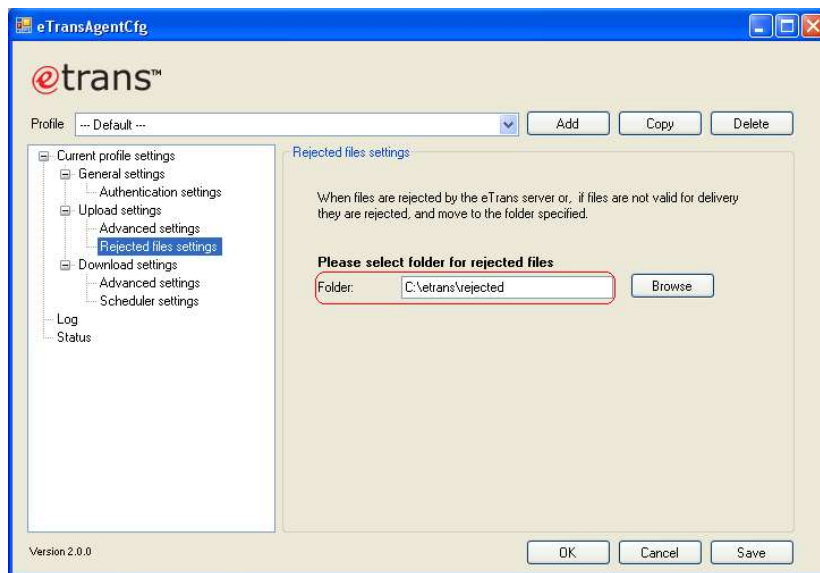 eTransAgentCfg
etrans™
Profile --- Default --- Add Copy Delete
Current profile settings
General settings
Authentication settings
Upload settings
Advanced settings
Rejected files settings
Download settings
Advanced settings
Scheduler settings
Log
Status
Rejected files settings
When files are rejected by the eTrans server or, if files are not valid for delivery
they are rejected, and move to the folder specified.
Please select folder for rejected files
Folder: C:\etrans\rejected Browse
Version 2.0.0 OK Cancel Save